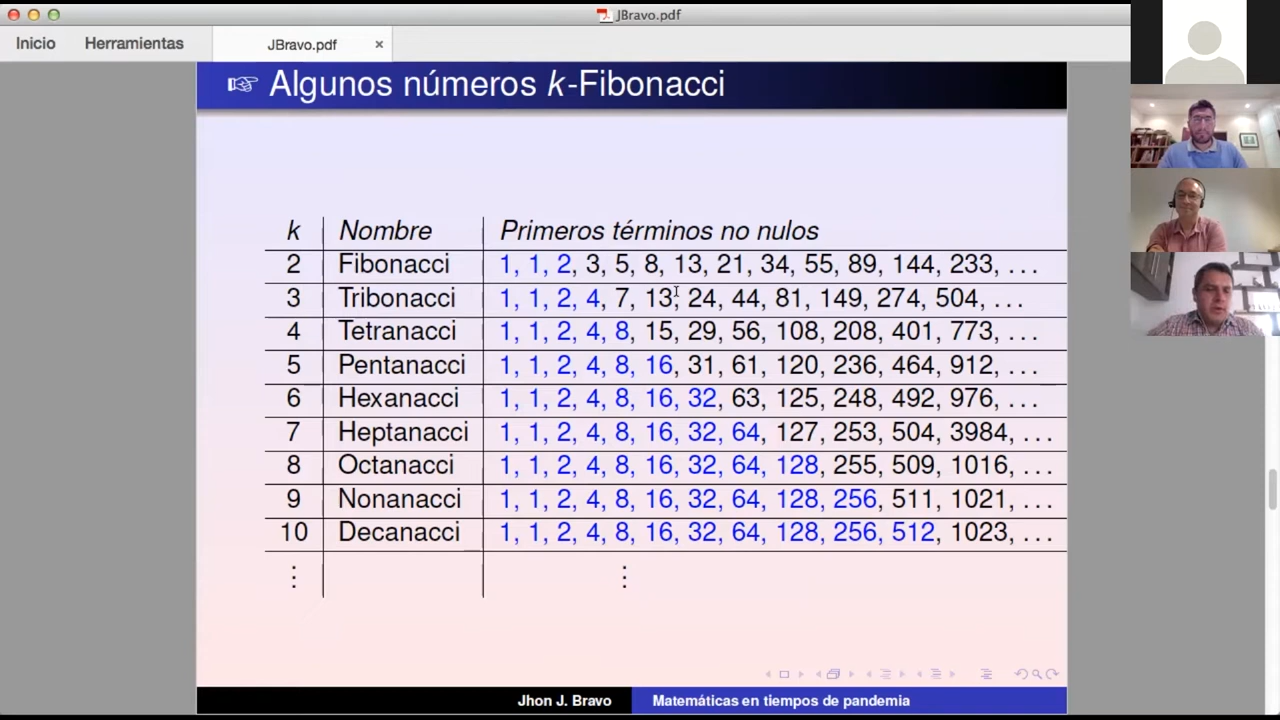 JBravo.pdf
Inicio Herramientas JBravo.pdf ×
Algunos números k-Fibonacci
k Nombre Primeros términos no nulos
2 Fibonacci 1, 1, 2, 3, 5, 8, 13, 21, 34, 55, 89, 144, 233, ...
3 Tribonacci 1, 1, 2, 4, 7, 13, 24, 44, 81, 149, 274, 504, ...
4 Tetranacci 1, 1, 2, 4, 8, 15, 29, 56, 108, 208, 401, 773, ...
5 Pentanacci 1, 1, 2, 4, 8, 16, 31, 61, 120, 236, 464, 912, ...
6 Hexanacci 1, 1, 2, 4, 8, 16, 32, 63, 125, 248, 492, 976, ...
7 Heptanacci 1, 1, 2, 4, 8, 16, 32, 64, 127, 253, 504, 3984, ...
8 Octanacci 1, 1, 2, 4, 8, 16, 32, 64, 128, 255, 509, 1016, ...
9 Nonanacci 1, 1, 2, 4, 8, 16, 32, 64, 128, 256, 511, 1021, ...
10 Decanacci 1, 1, 2, 4, 8, 16, 32, 64, 128, 256, 512, 1023, ...
⋮ ⋮
Jhon J. Bravo Matemáticas en tiempos de pandemia